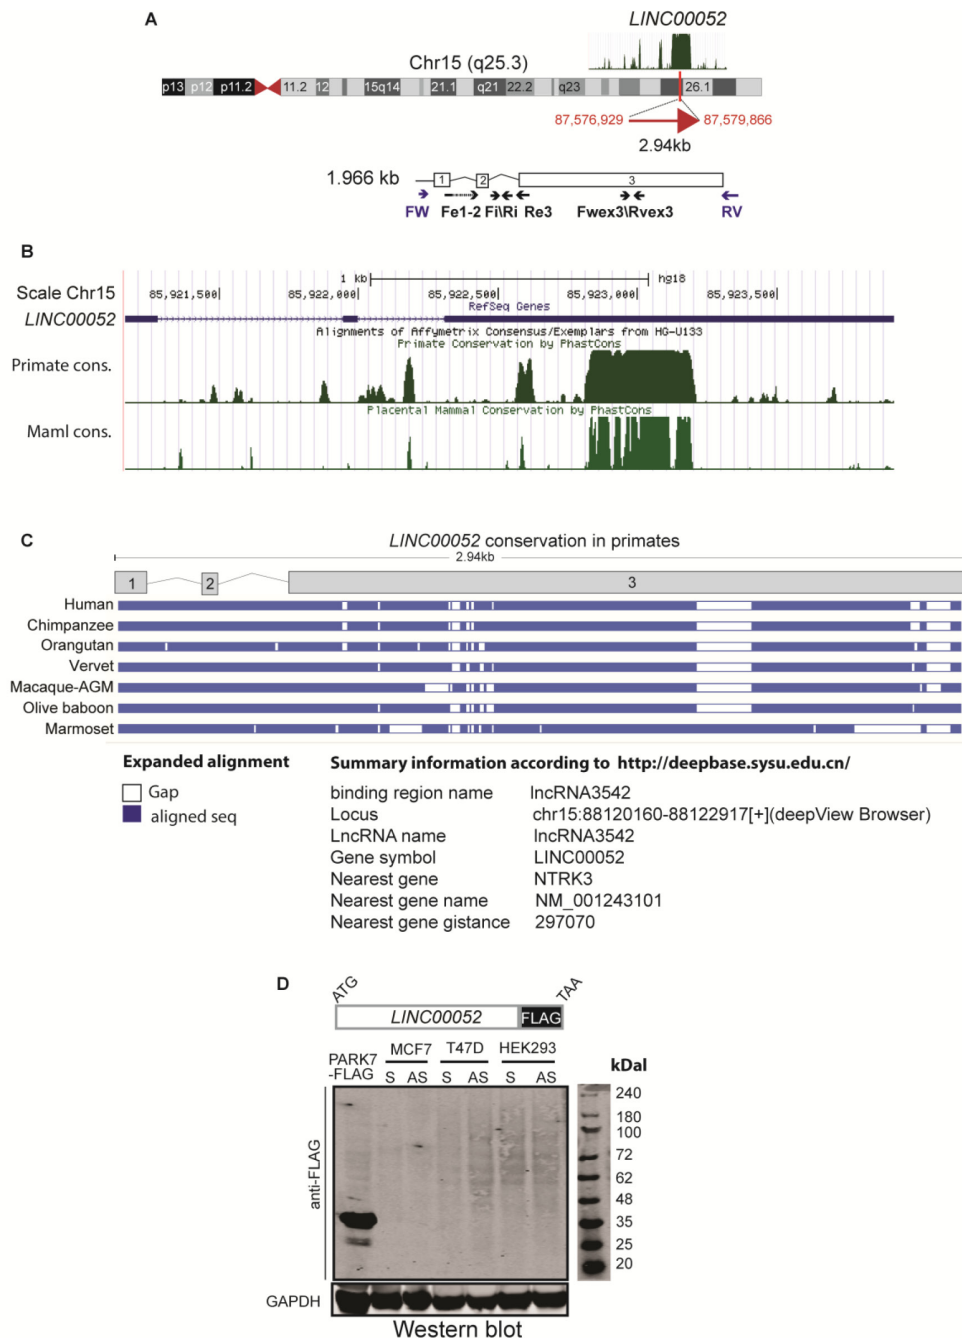 A
LINC00052
Chr15 (q25.3)
p13 p12 p11.2 11.2 12 15q14 21.1 q21 22.2 q23 26.1
87,576,929 87,579,866
2.94kb
1.966 kb 1 2 3
FW Fe1-2 Fi\Ri Re3 Fwex3\Rvex3 RV
B
1 kb hg18
Scale Chr15 85,921,500 85,922,000 85,922,500 85,923,000 85,923,500
RefSeq Genes
LINC00052
Alignments of Affymetrix Consensus/Exemplars from HG-U133
Primate Conservation by PhastCons
Primate cons.
Placental Mammal Conservation by PhastCons
Maml cons.
C
LINC00052 conservation in primates
2.94kb
1 2 3
Human
Chimpanzee
Orangutan
Vervet
Macaque-AGM
Olive baboon
Marmoset
Expanded alignment
Gap
aligned seq
Summary information according to http://deepbase.sysu.edu.cn/
binding region name lncRNA3542
Locus chr15:88120160-88122917[+](deepView Browser)
LncRNA name lncRNA3542
Gene symbol LINC00052
Nearest gene NTRK3
Nearest gene name NM_001243101
Nearest gene gistance 297070
D
ATG TAA
LINC00052 FLAG
PARK7
-FLAG
MCF7 T47D HEK293
S AS S AS S AS
kDal
240
180
100
72
62
48
35
25
20
anti-FLAG
GAPDH
Western blot